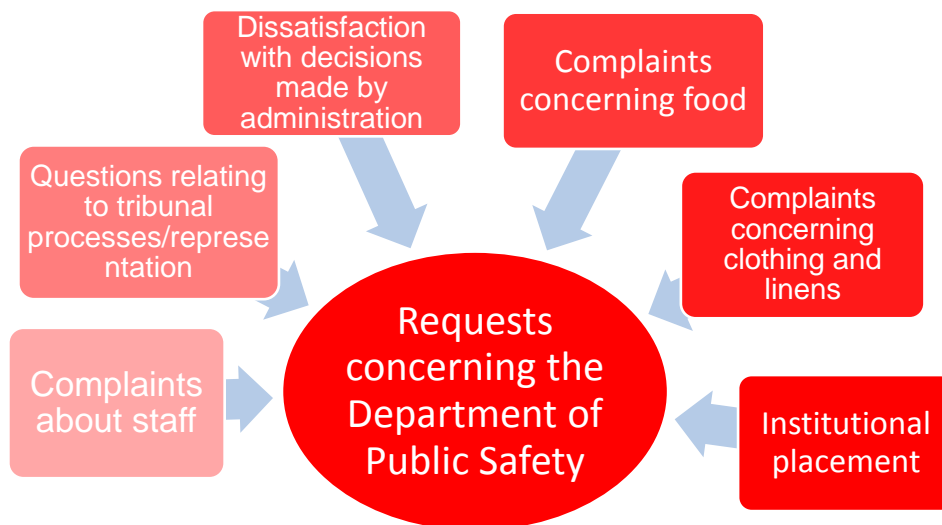 Dissatisfaction
with decisions
made by
administration
Complaints
concerning food
Questions relating
to tribunal
processes/represe
ntation
Complaints
concerning
clothing and
linens
Complaints
about staff
Requests
concerning the
Department of
Public Safety
Institutional
placement